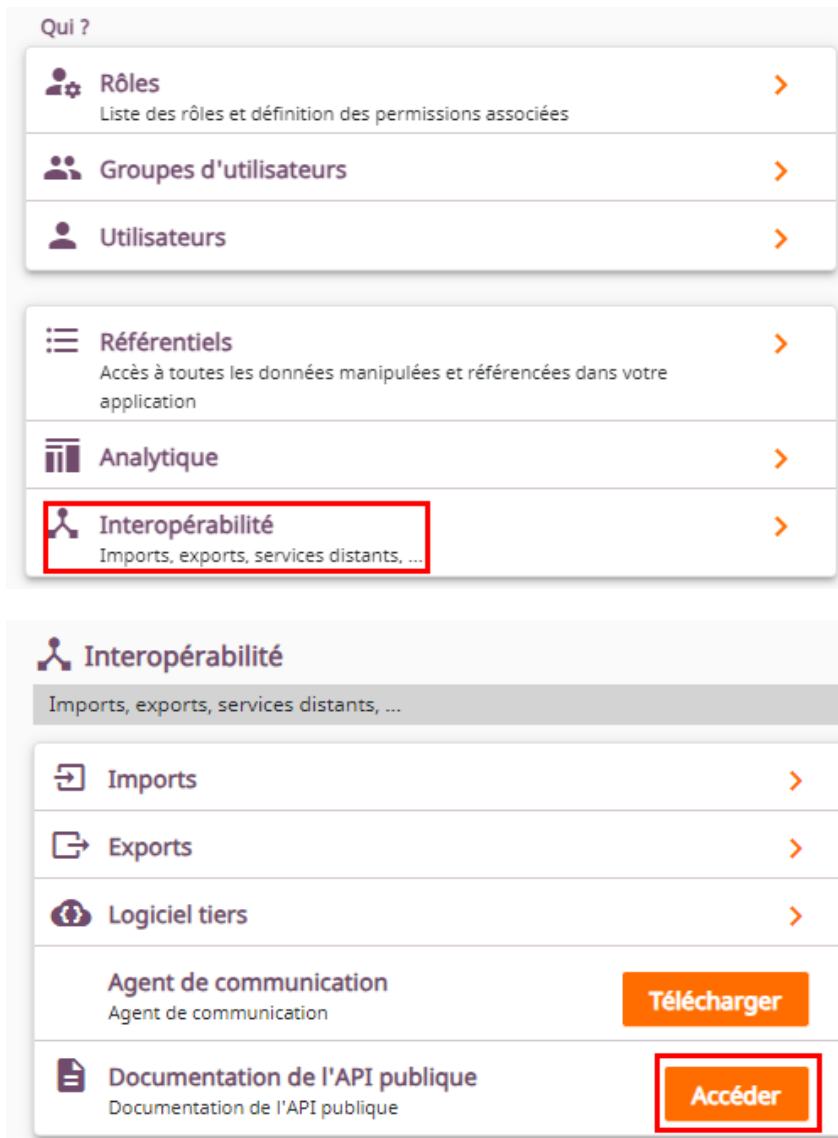 Qui ?
Rôles
Liste des rôles et définition des permissions associées
Groupes d'utilisateurs
Utilisateurs
Référentiels
Accès à toutes les données manipulées et référencées dans votre
application
Analytique
Interopérabilité
Imports, exports, services distants, ...
Interopérabilité
Imports, exports, services distants, ...
Imports
Exports
Logiciel tiers
Agent de communication
Agent de communication
Télécharger
Documentation de l'API publique
Documentation de l'API publique
Accéder